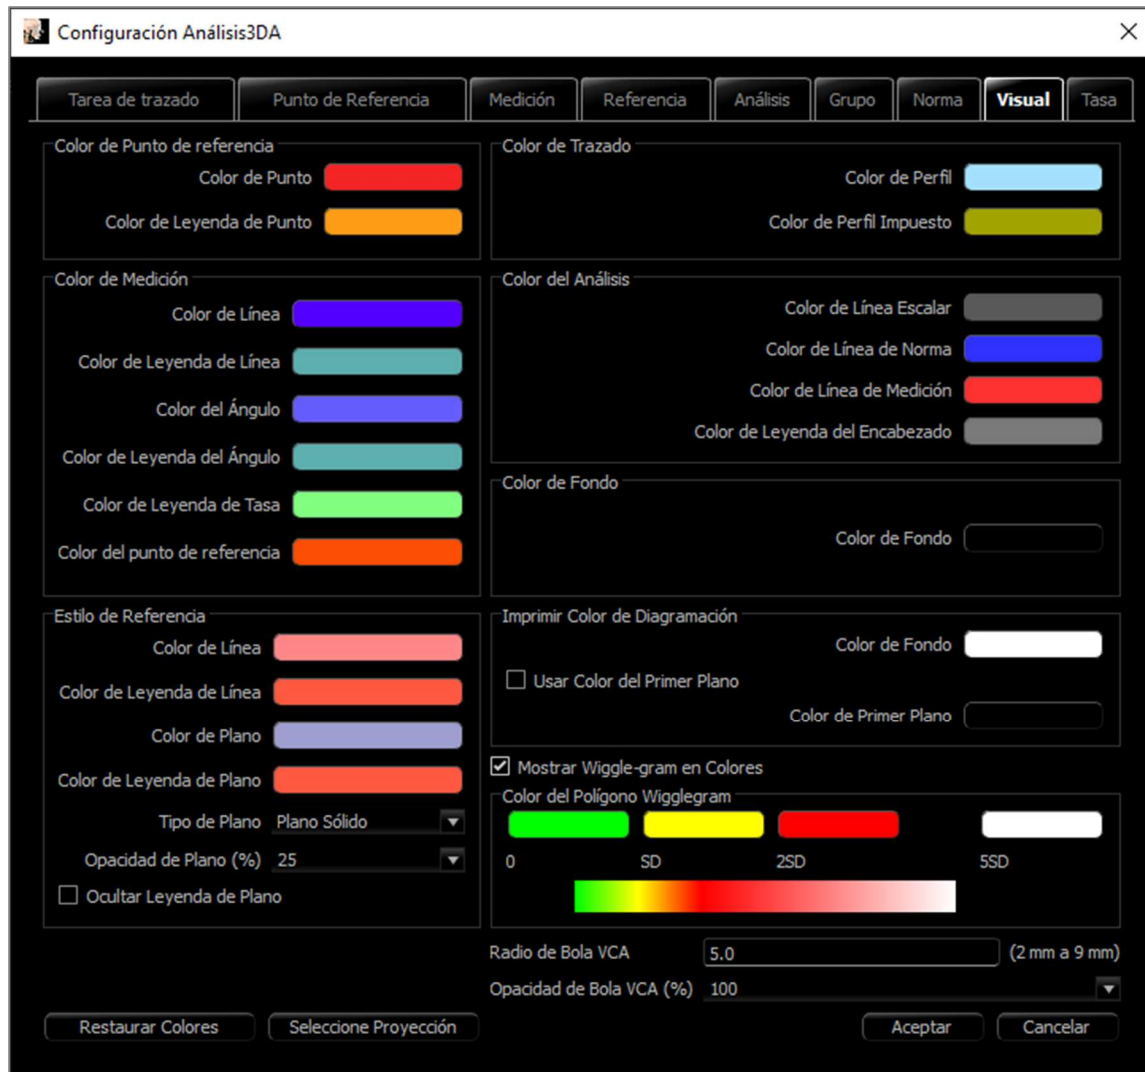 Configuración Análisis3DA
Tarea de trazado
Punto de Referencia
Medición
Referencia
Análisis
Grupo
Norma
Visual
Tasa
Color de Punto de referencia
Color de Punto
Color de Leyenda de Punto
Color de Medición
Color de Línea
Color de Leyenda de Línea
Color del Ángulo
Color de Leyenda del Ángulo
Color de Leyenda de Tasa
Color del punto de referencia
Estilo de Referencia
Color de Línea
Color de Leyenda de Línea
Color de Plano
Color de Leyenda de Plano
Tipo de Plano Plano Sólido
Opacidad de Plano (%) 25
Ocultar Leyenda de Plano
Color de Trazado
Color de Perfil
Color de Perfil Impuesto
Color del Análisis
Color de Línea Escalar
Color de Línea de Norma
Color de Línea de Medición
Color de Leyenda del Encabezado
Color de Fondo
Color de Fondo
Imprimir Color de Diagramación
Color de Fondo
Usar Color del Primer Plano
Color de Primer Plano
Mostrar Wiggle-gram en Colores
Color del Polígono Wigglegram
0 SD 2SD 5SD
Radio de Bola VCA 5.0 (2 mm a 9 mm)
Opacidad de Bola VCA (%) 100
Restaurar Colores
Seleccione Proyección
Aceptar
Cancelar